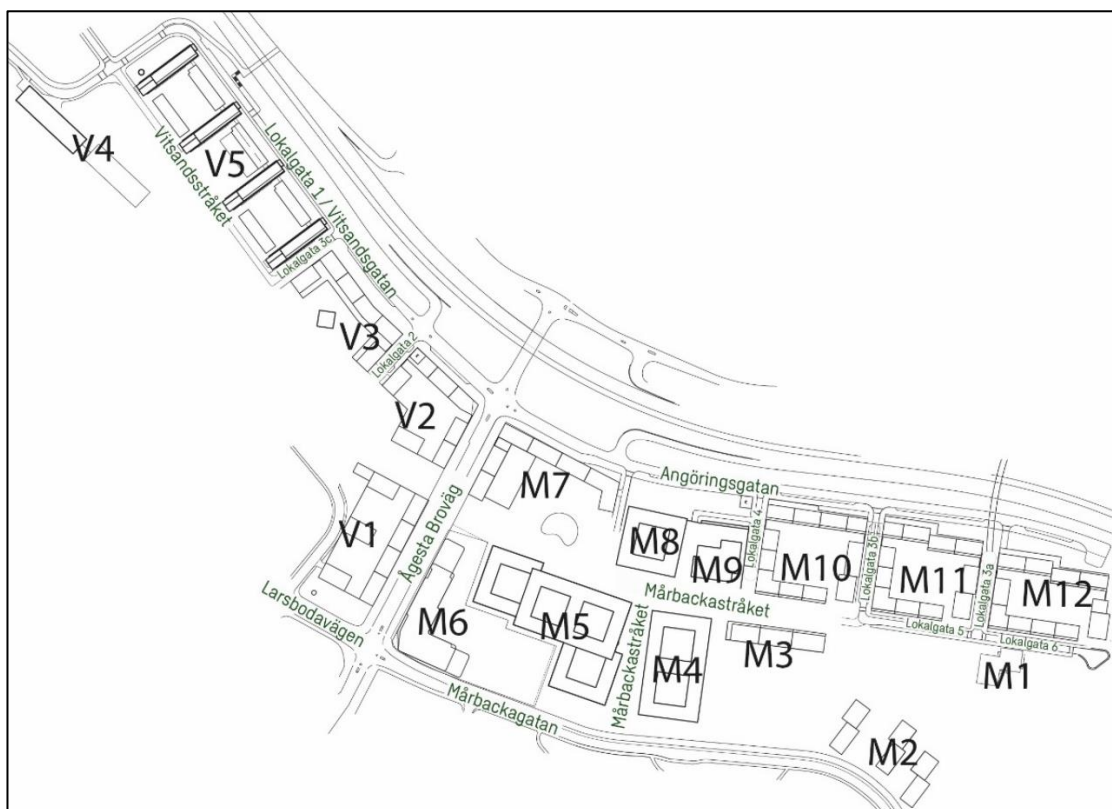 V4
V5
Vitsandsstråket
Lokalgata 1 / Vitsandsgatan
Lokalgata 3c
V3
Lokalgata 2
V2
V1
Ågesta Broväg
Larsbodavägen
M7
Angöringsgatan
M8
M9
Lokalgata 4
M10
Lokalgata 3b
M11
Lokalgata 3a
M12
Mårbackastråket
M6
M5
Mårbackastråket
M4
M3
Lokalgata 5
Lokalgata 6
M1
Mårbackagatan
M2